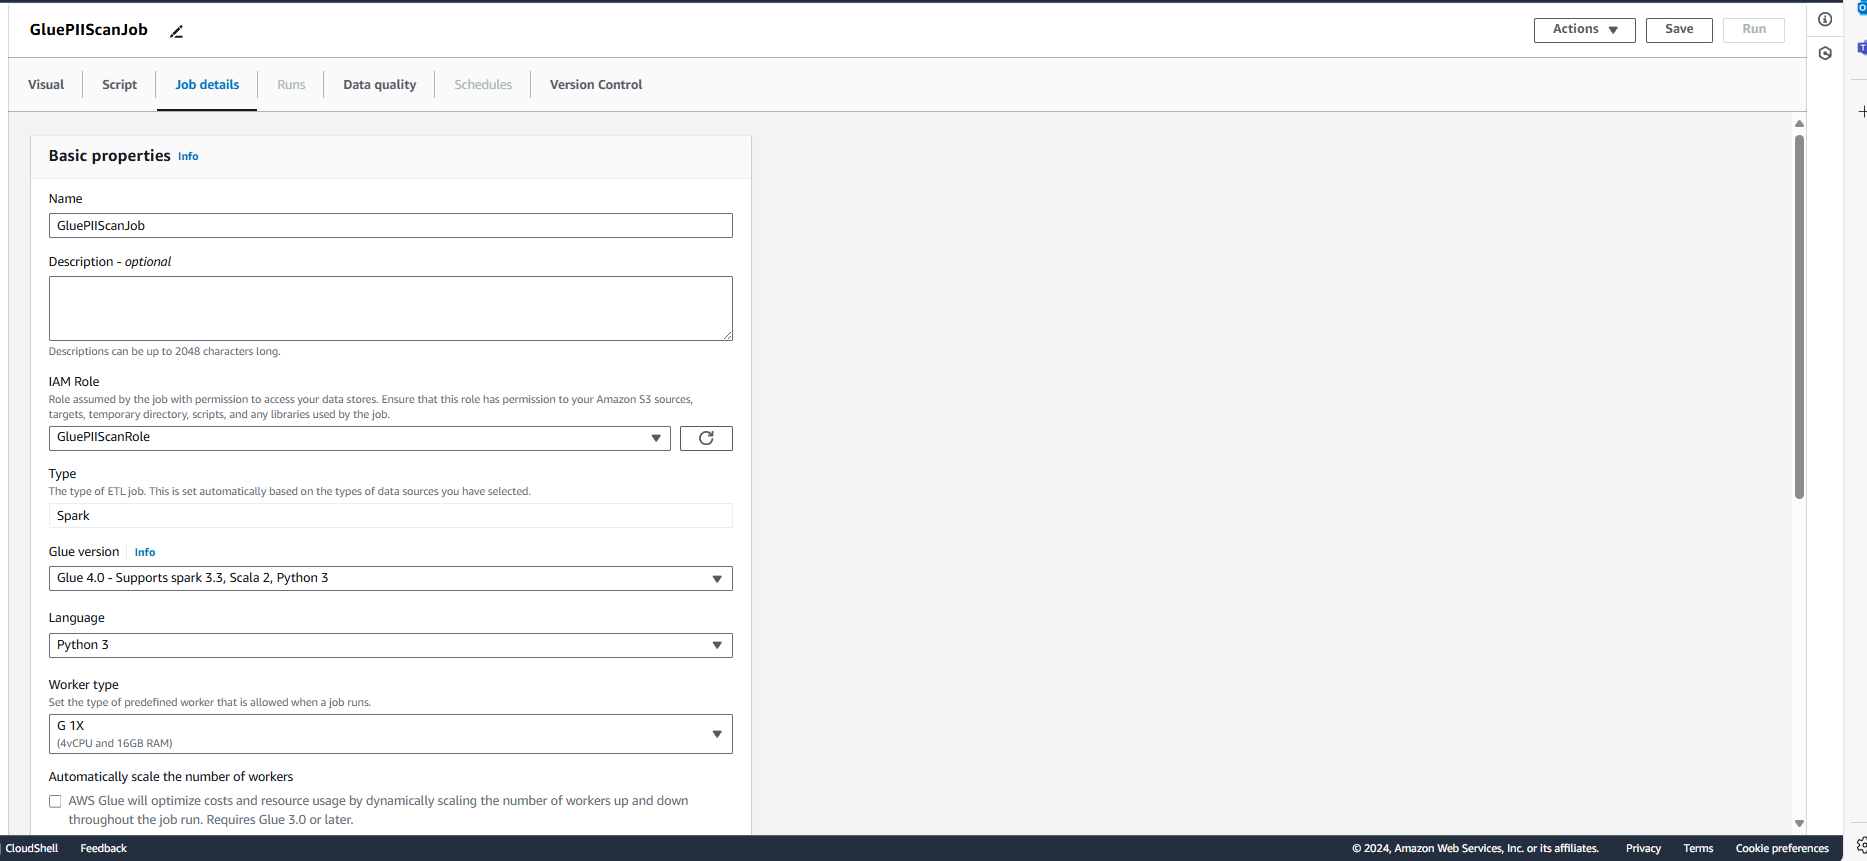 GluePIIScanJob
Actions
Save
Run
Visual
Script
Job details
Runs
Data quality
Schedules
Version Control
Basic properties Info
Name
GluePIIScanJob
Description - optional
Descriptions can be up to 2048 characters long.
IAM Role
Role assumed by the job with permission to access your data stores. Ensure that this role has permission to your Amazon S3 sources,
targets, temporary directory, scripts, and any libraries used by the job.
GluePIIScanRole
Type
The type of ETL job. This is set automatically based on the types of data sources you have selected.
Spark
Glue version Info
Glue 4.0 - Supports spark 3.3, Scala 2, Python 3
Language
Python 3
Worker type
Set the type of predefined worker that is allowed when a job runs.
G 1X
(4vCPU and 16GB RAM)
Automatically scale the number of workers
AWS Glue will optimize costs and resource usage by dynamically scaling the number of workers up and down
throughout the job run. Requires Glue 3.0 or later.
CloudShell
Feedback
© 2024, Amazon Web Services, Inc. or its affiliates.
Privacy
Terms
Cookie preferences